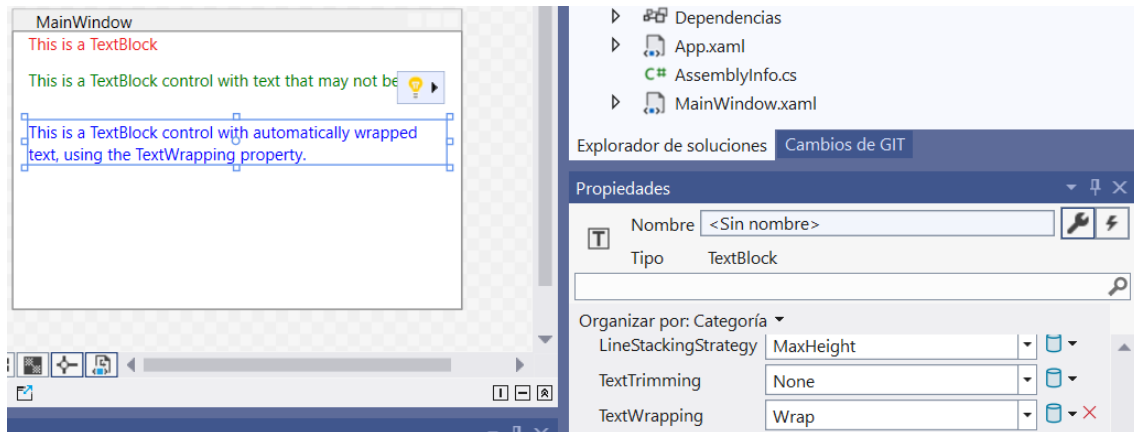 MainWindow
This is a TextBlock
This is a TextBlock control with text that may not be
This is a TextBlock control with automatically wrapped
text, using the TextWrapping property.
Dependencias
App.xaml
C# AssemblyInfo.cs
MainWindow.xaml
Explorador de soluciones Cambios de GIT
Propiedades
Nombre <Sin nombre>
T
Tipo TextBlock
Organizar por: Categoría
LineStackingStrategy MaxHeight
TextTrimming None
TextWrapping Wrap